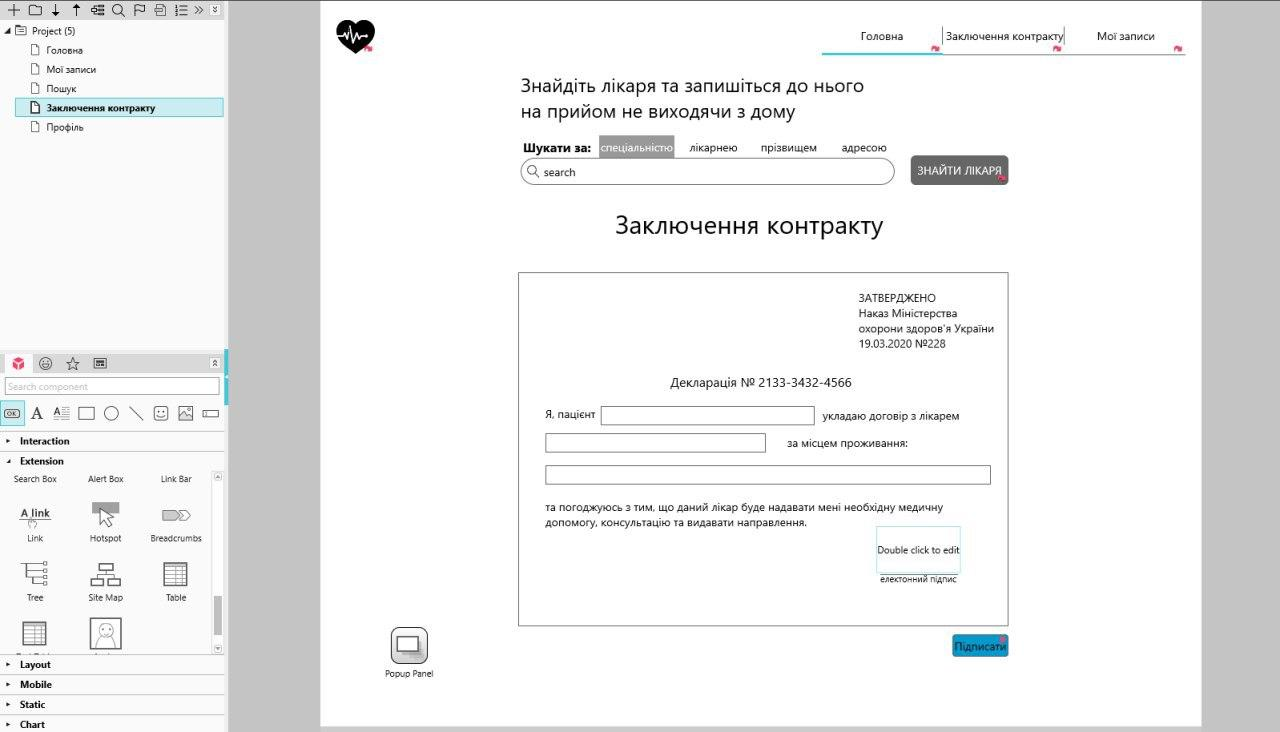 Project (5)
Головна
Мої записи
Пошук
Заключення контракту
Профіль
Search component
OK
A
A
Interaction
Extension
Search Box
Alert Box
Link Bar
A link
Link
Hotspot
Breadcrumbs
Tree
Site Map
Table
Layout
Mobile
Static
Chart
Головна
Заключення контракту
Мої записи
Знайдіть лікаря та запишіться до нього
на прийом не виходячи з дому
Шукати за: спеціальністю лікарнею прізвищем адресою
search
ЗНАЙТИ ЛІКАРЯ
Заключення контракту
ЗАТВЕРДЖЕНО
Наказ Міністерства
охорони здоров'я України
19.03.2020 №228
Декларація № 2133-3432-4566
Я, пацієнт укладаю договір з лікарем
за місцем проживання:
та погоджуюсь з тим, що даний лікар буде надавати мені необхідну медичну
допомогу, консультацію та видавати направлення.
Double click to edit
електонний підпис
Підписати
Popup Panel